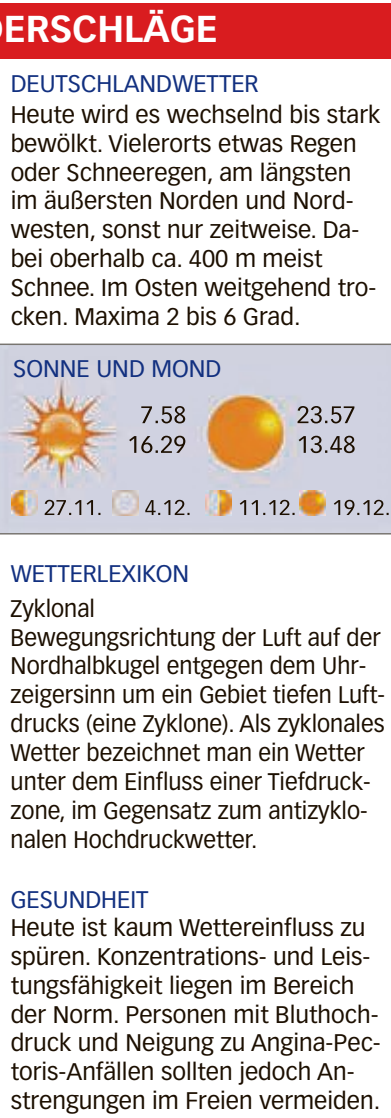 DERSCHLÄGE
DEUTSCHLANDWETTER
Heute wird es wechselnd bis stark
bewölkt. Vielerorts etwas Regen
oder Schneeregen, am längsten
im äußersten Norden und Nord-
westen, sonst nur zeitweise. Da-
bei oberhalb ca. 400 m meist
Schnee. Im Osten weitgehend tro-
cken. Maxima 2 bis 6 Grad.
SONNE UND MOND
7.58 23.57
16.29 13.48
27.11. 4.12. 11.12. 19.12.
WETTERLEXIKON
Zyklonal
Bewegungsrichtung der Luft auf der
Nordhalbkugel entgegen dem Uhr-
zeigersinn um ein Gebiet tiefen Luft-
drucks (eine Zyklone). Als zyklonales
Wetter bezeichnet man ein Wetter
unter dem Einfluss einer Tiefdruck-
zone, im Gegensatz zum antizyklo-
nalen Hochdruckwetter.
GESUNDHEIT
Heute ist kaum Wettereinfluss zu
spüren. Konzentrations- und Leis-
tungsfähigkeit liegen im Bereich
der Norm. Personen mit Bluthoch-
druck und Neigung zu Angina-Pec-
toris-Anfällen sollten jedoch An-
strengungen im Freien vermeiden.